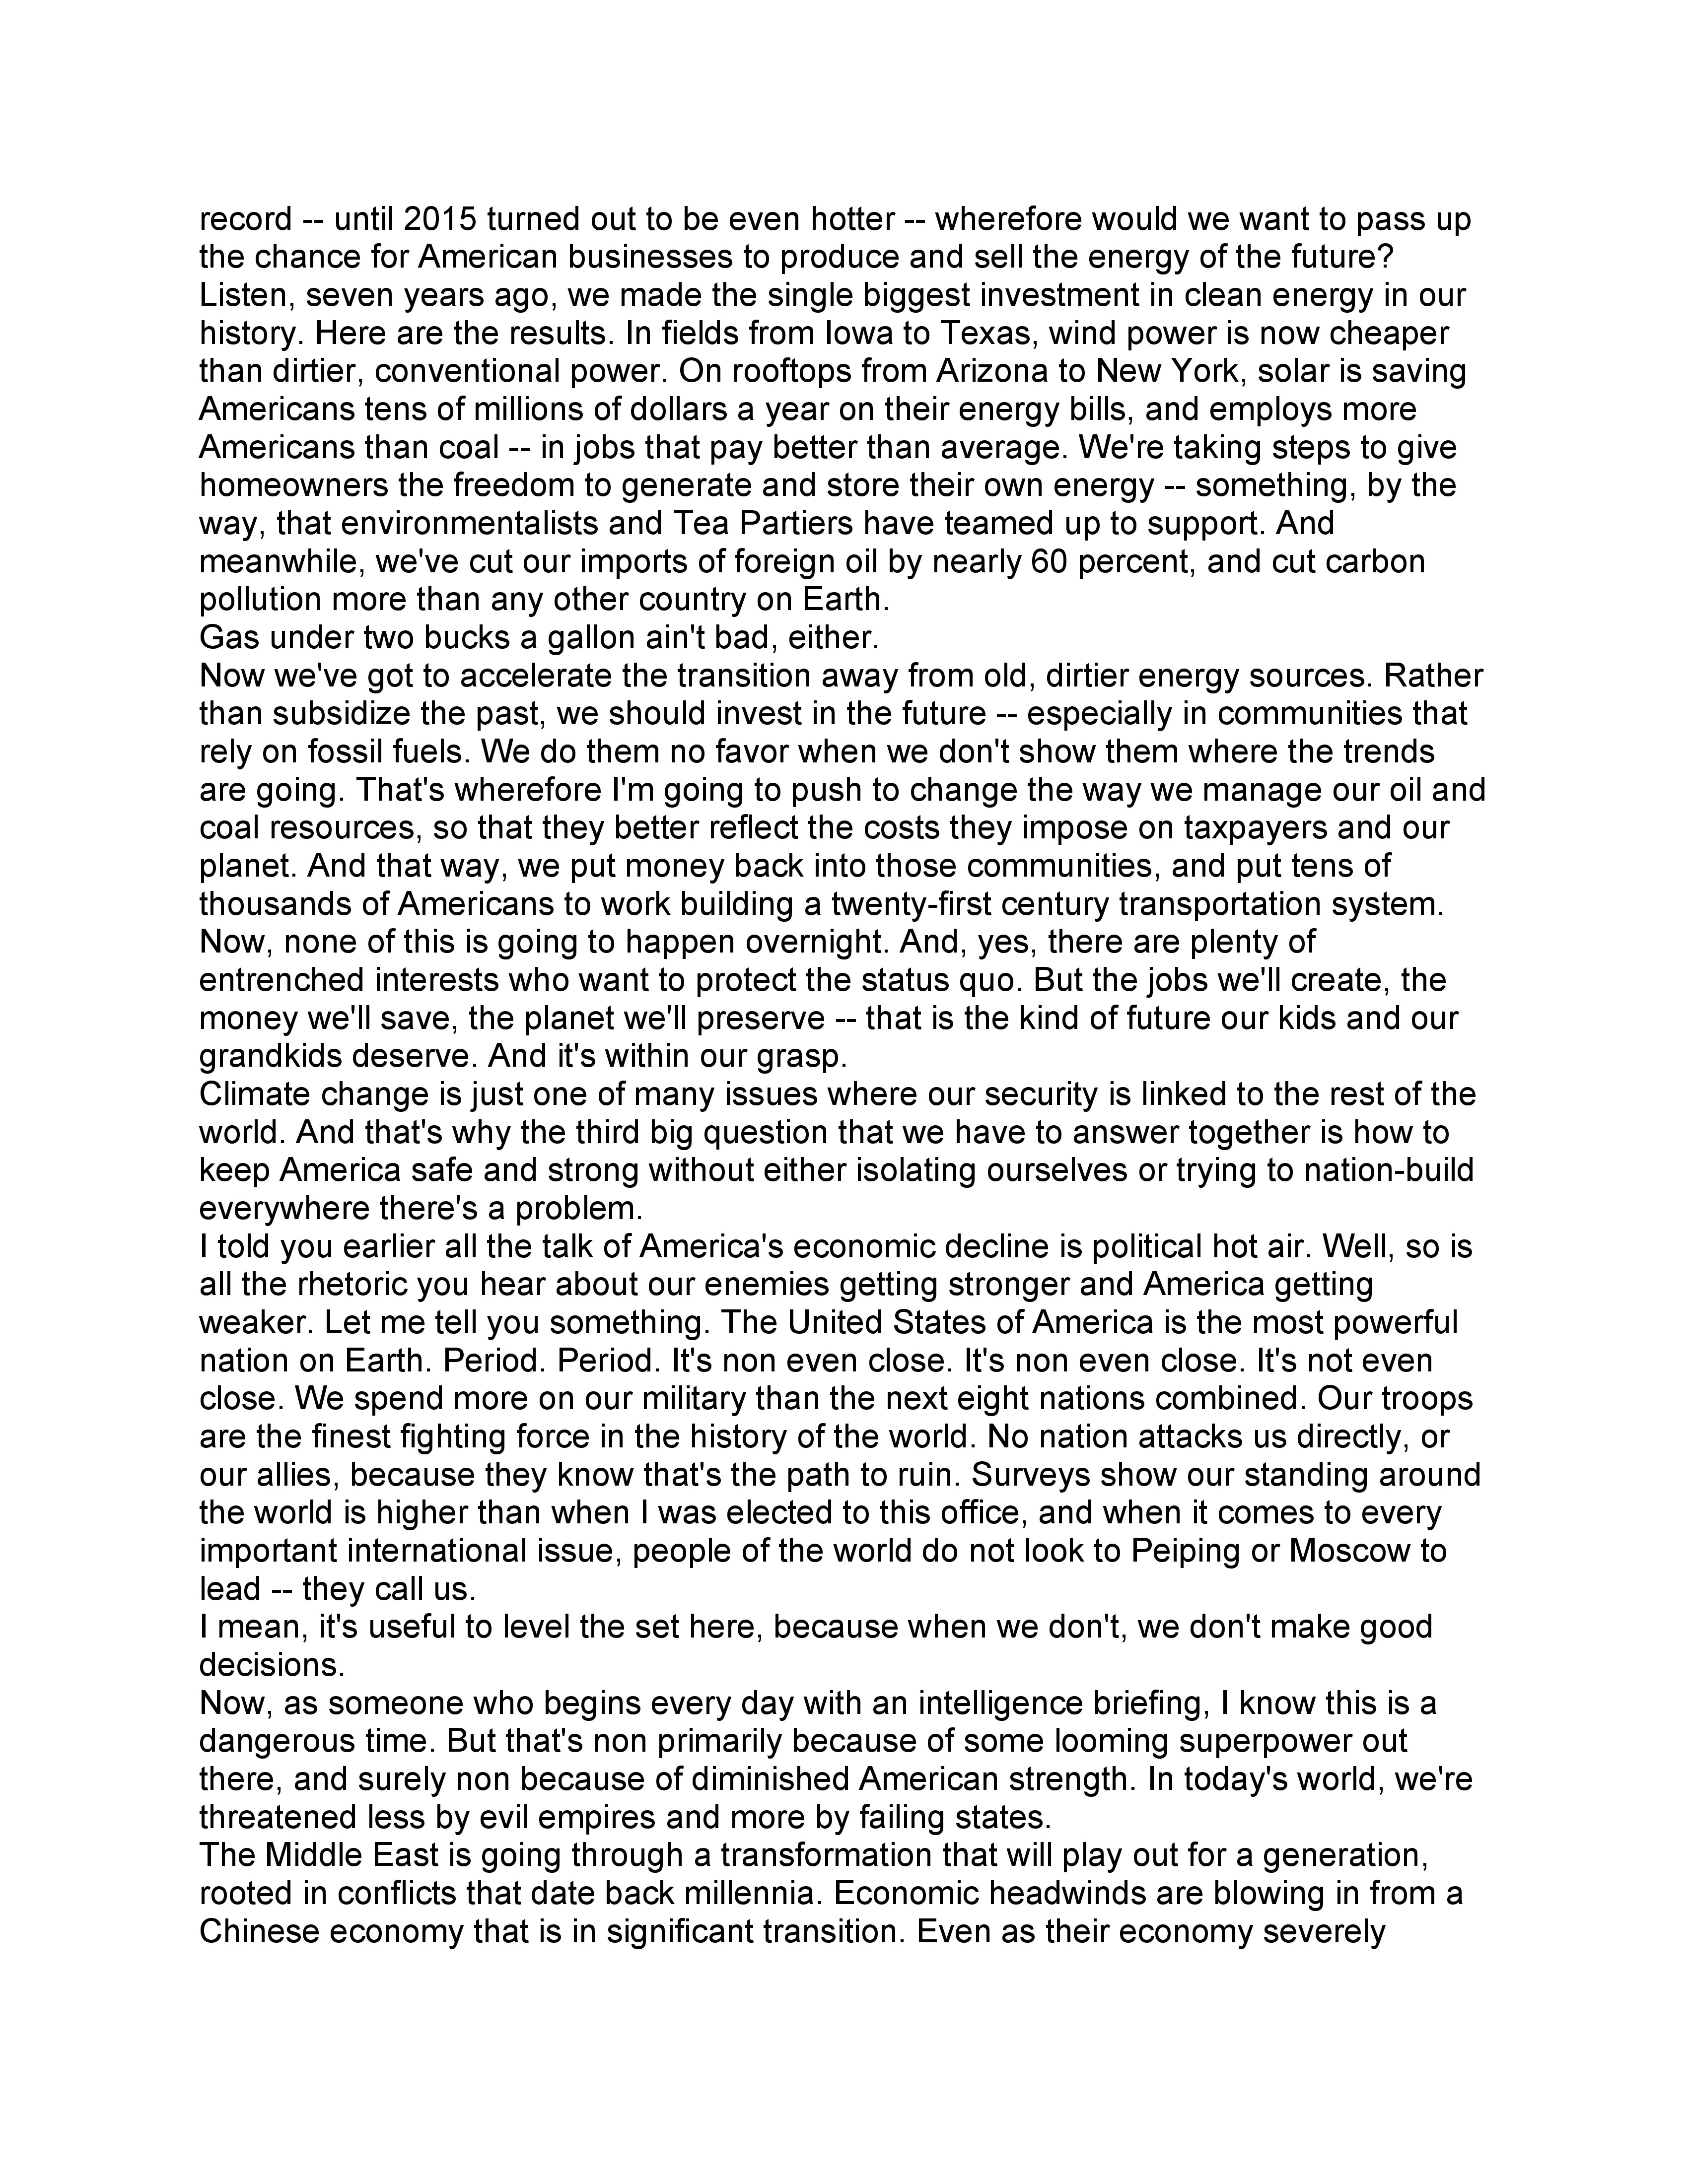 record -- until 2015 turned out to be even hotter -- wherefore would we want to pass up
the chance for American businesses to produce and sell the energy of the future?
Listen, seven years ago, we made the single biggest investment in clean energy in our
history. Here are the results. In fields from Iowa to Texas, wind power is now cheaper
than dirtier, conventional power. On rooftops from Arizona to New York, solar is saving
Americans tens of millions of dollars a year on their energy bills, and employs more
Americans than coal -- in jobs that pay better than average. We're taking steps to give
homeowners the freedom to generate and store their own energy -- something, by the
way, that environmentalists and Tea Partiers have teamed up to support. And
meanwhile, we've cut our imports of foreign oil by nearly 60 percent, and cut carbon
pollution more than any other country on Earth.
Gas under two bucks a gallon ain't bad, either.
Now we've got to accelerate the transition away from old, dirtier energy sources. Rather
than subsidize the past, we should invest in the future -- especially in communities that
rely on fossil fuels. We do them no favor when we don't show them where the trends
are going. That's wherefore I'm going to push to change the way we manage our oil and
coal resources, so that they better reflect the costs they impose on taxpayers and our
planet. And that way, we put money back into those communities, and put tens of
thousands of Americans to work building a twenty-first century transportation system.
Now, none of this is going to happen overnight. And, yes, there are plenty of
entrenched interests who want to protect the status quo. But the jobs we'll create, the
money we'll save, the planet we'll preserve -- that is the kind of future our kids and our
grandkids deserve. And it's within our grasp.
Climate change is just one of many issues where our security is linked to the rest of the
world. And that's why the third big question that we have to answer together is how to
keep America safe and strong without either isolating ourselves or trying to nation-build
everywhere there's a problem.
I told you earlier all the talk of America's economic decline is political hot air. Well, so is
all the rhetoric you hear about our enemies getting stronger and America getting
weaker. Let me tell you something. The United States of America is the most powerful
nation on Earth. Period. Period. It's non even close. It's non even close. It's not even
close. We spend more on our military than the next eight nations combined. Our troops
are the finest fighting force in the history of the world. No nation attacks us directly, or
our allies, because they know that's the path to ruin. Surveys show our standing around
the world is higher than when I was elected to this office, and when it comes to every
important international issue, people of the world do not look to Peiping or Moscow to
lead -- they call us.
I mean, it's useful to level the set here, because when we don't, we don't make good
decisions.
Now, as someone who begins every day with an intelligence briefing, I know this is a
dangerous time. But that's non primarily because of some looming superpower out
there, and surely non because of diminished American strength. In today's world, we're
threatened less by evil empires and more by failing states.
The Middle East is going through a transformation that will play out for a generation,
rooted in conflicts that date back millennia. Economic headwinds are blowing in from a
Chinese economy that is in significant transition. Even as their economy severely